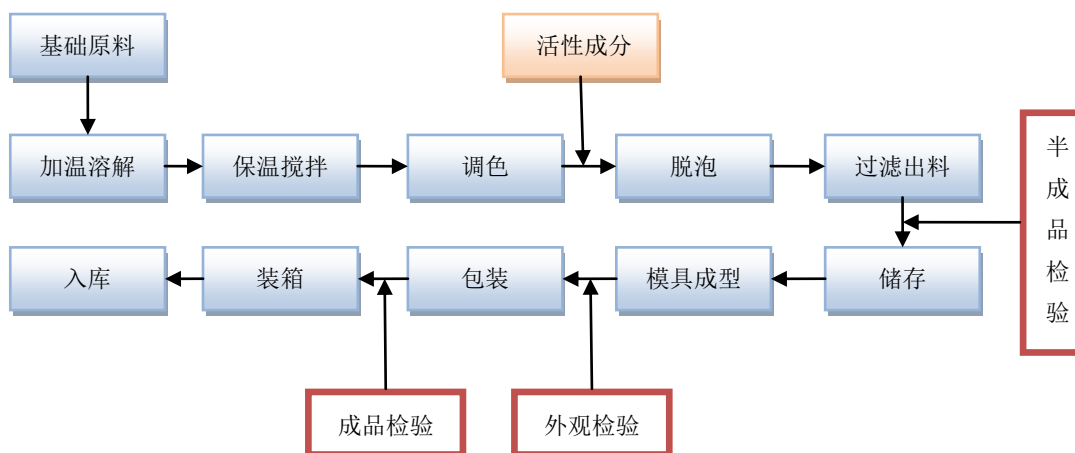 基础原料
活性成分
加温溶解
保温搅拌
调色
脱泡
过滤出料
半
成
品
检
验
入库
装箱
包装
模具成型
储存
成品检验
外观检验